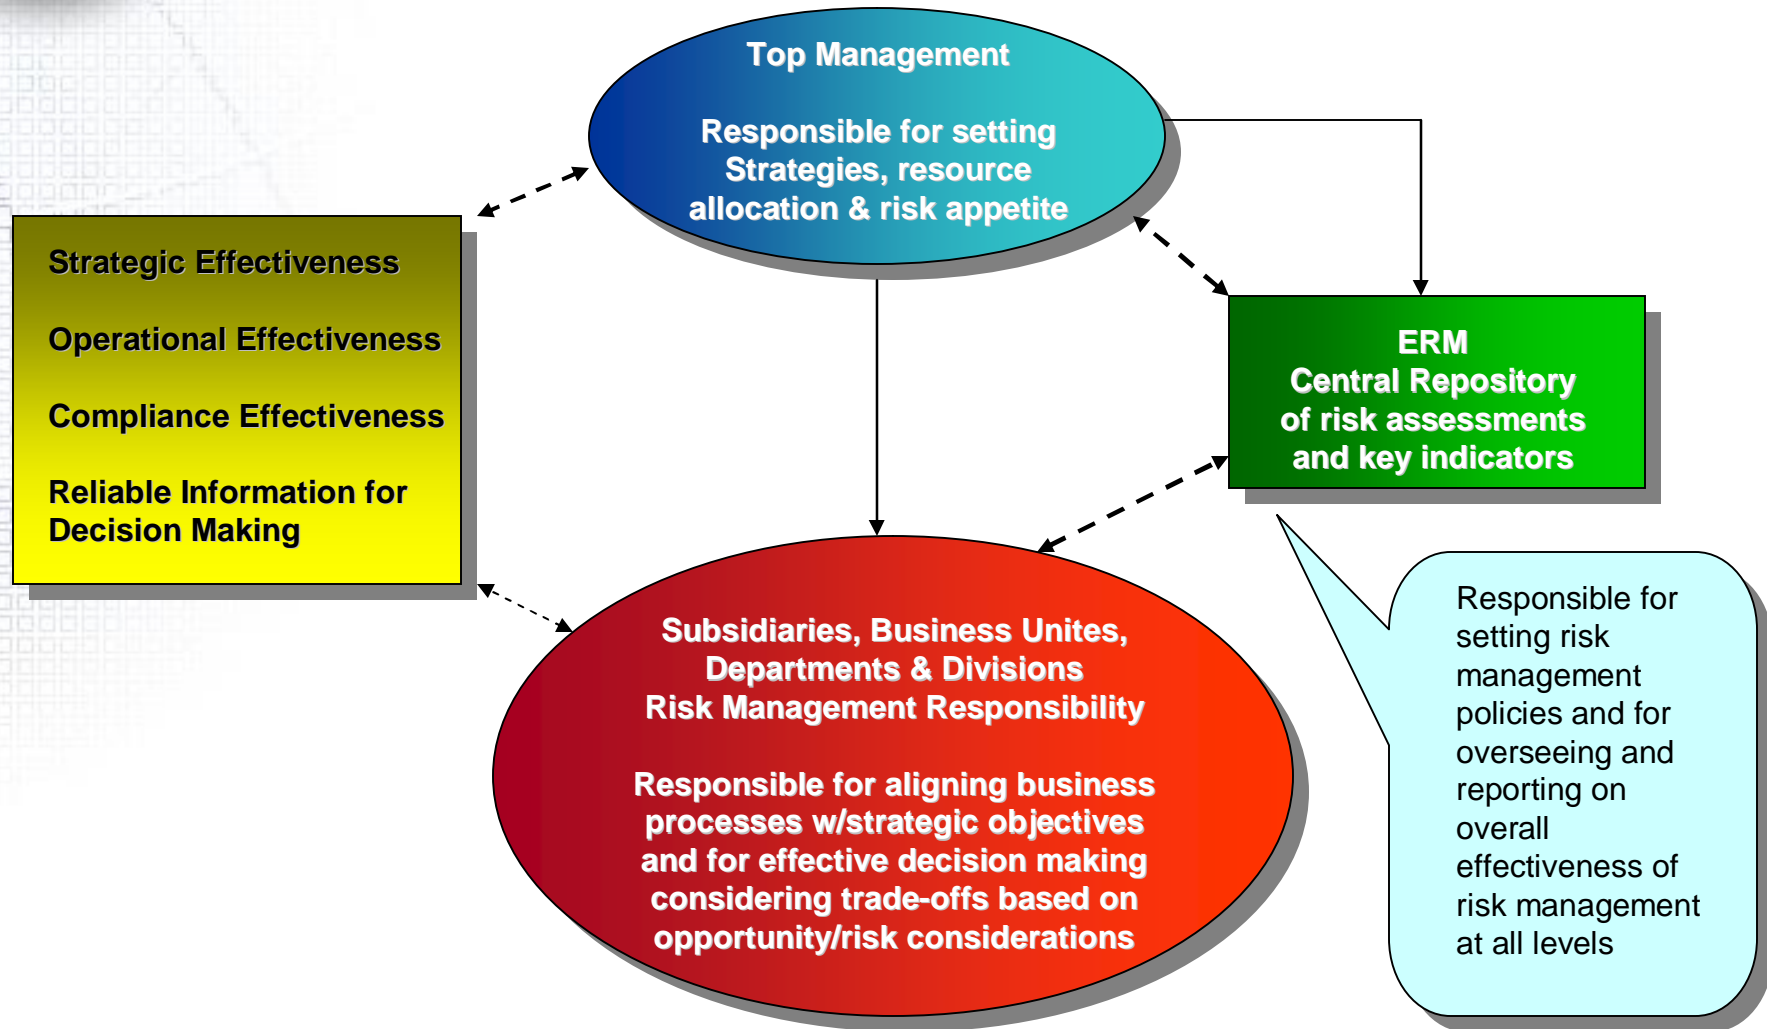 Top Management
Responsible for setting
Strategies, resource
allocation & risk appetite
Strategic Effectiveness
Operational Effectiveness
Compliance Effectiveness
Reliable Information for
Decision Making
ERM
Central Repository
of risk assessments
and key indicators
Subsidiaries, Business Unites,
Departments & Divisions
Risk Management Responsibility
Responsible for aligning business
processes w/strategic objectives
and for effective decision making
considering trade-offs based on
opportunity/risk considerations
Responsible for
setting risk
management
policies and for
overseeing and
reporting on
overall
effectiveness of
risk management
at all levels